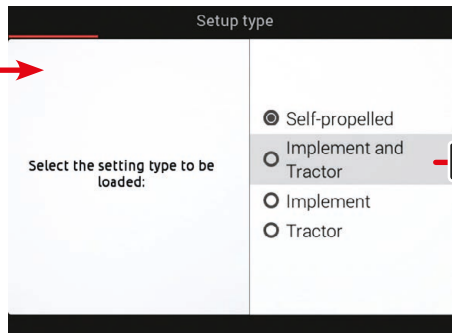 Setup type
Select the setting type to be
loaded:
Self-propelled
Implement and
Tractor
Implement
Tractor